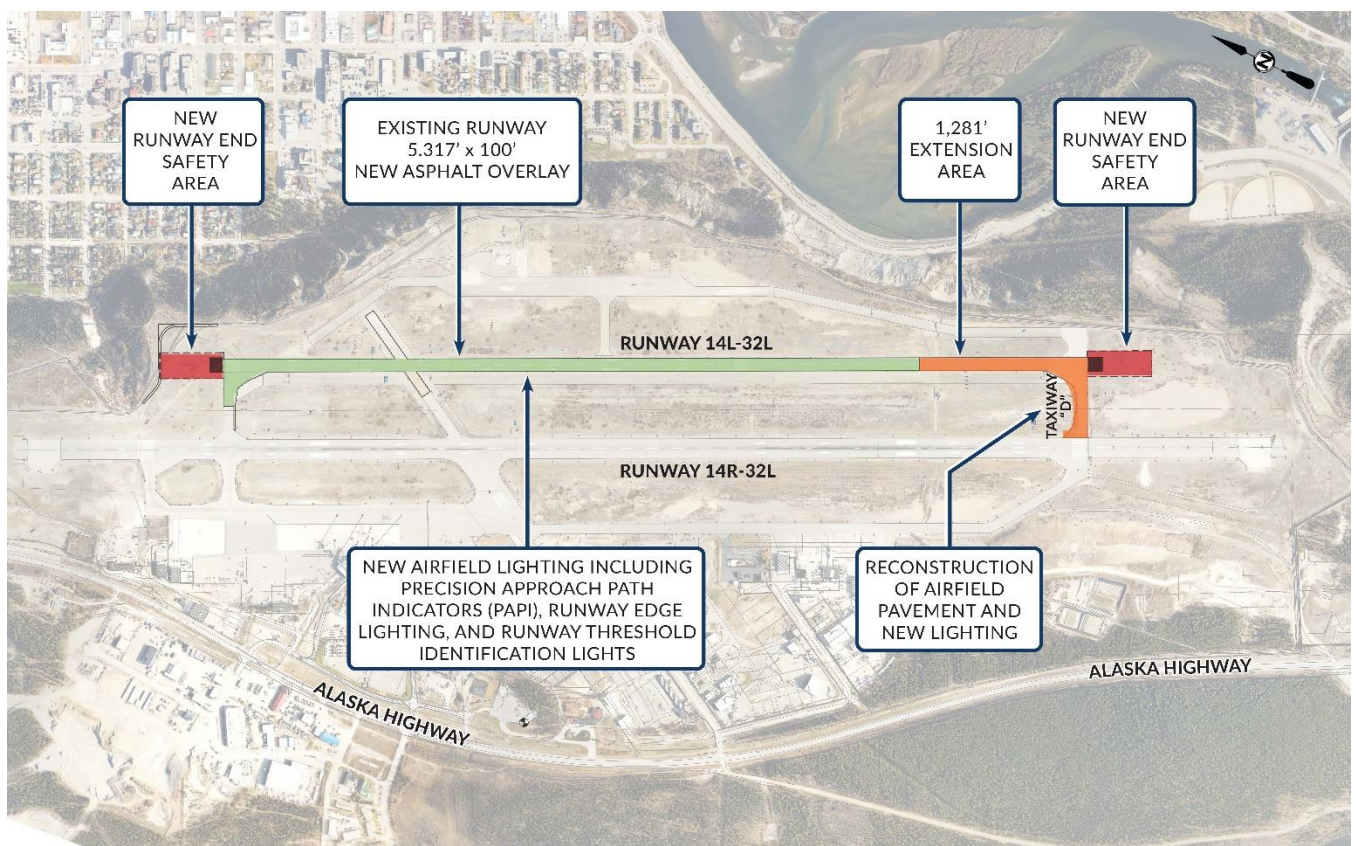 N
NEW
RUNWAY END
SAFETY
AREA
EXISTING RUNWAY
5.317' x 100'
NEW ASPHALT OVERLAY
1,281'
EXTENSION
AREA
NEW
RUNWAY END
SAFETY
AREA
RUNWAY 14L-32L
TAXIWAY
"D"
RUNWAY 14R-32L
NEW AIRFIELD LIGHTING INCLUDING
PRECISION APPROACH PATH
INDICATORS (PAPI), RUNWAY EDGE
LIGHTING, AND RUNWAY THRESHOLD
IDENTIFICATION LIGHTS
RECONSTRUCTION
OF AIRFIELD
PAVEMENT AND
NEW LIGHTING
ALASKA HIGHWAY
ALASKA HIGHWAY